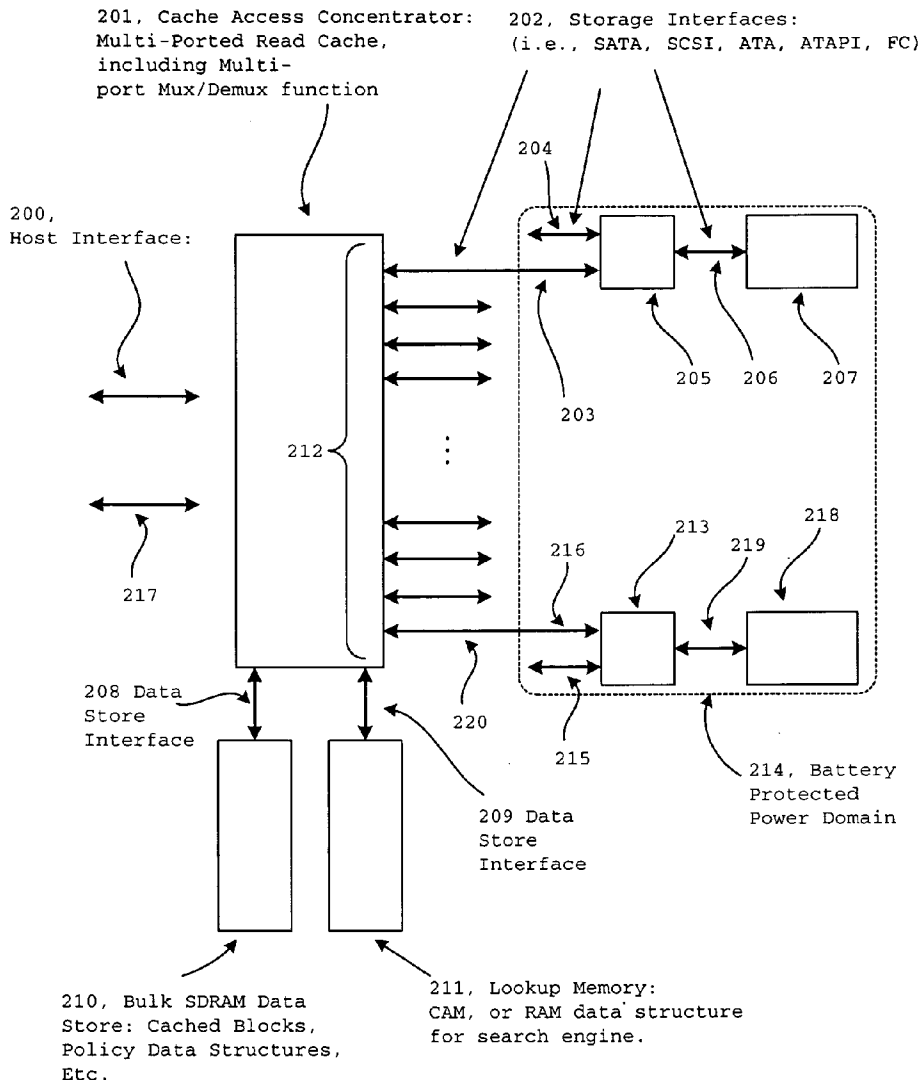 201, Cache Access Concentrator:
Multi-Ported Read Cache,
including Multi-
port Mux/Demux function
202, Storage Interfaces:
(i.e., SATA, SCSI, ATA, ATAPI, FC)
204
200,
Host Interface:
212
203
205
206
207
217
216
213
219
218
208 Data
Store
Interface
220
215
209 Data
Store
Interface
214, Battery
Protected
Power Domain
210, Bulk SDRAM Data
Store: Cached Blocks,
Policy Data Structures,
Etc.
211, Lookup Memory:
CAM, or RAM data structure
for search engine.